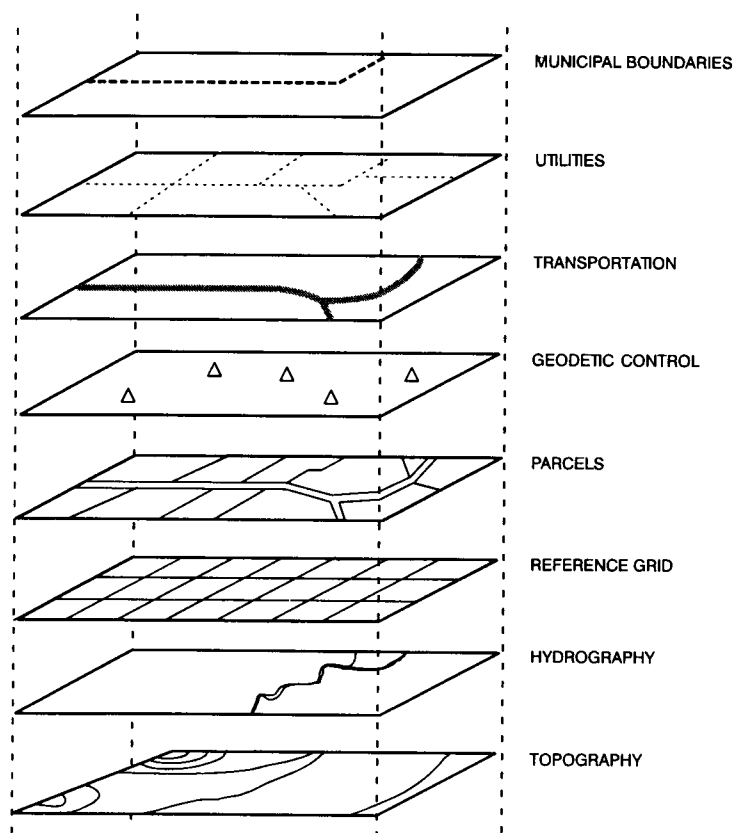 MUNICIPAL BOUNDARIES
UTILITIES
TRANSPORTATION
GEODETIC CONTROL
PARCELS
REFERENCE GRID
HYDROGRAPHY
TOPOGRAPHY